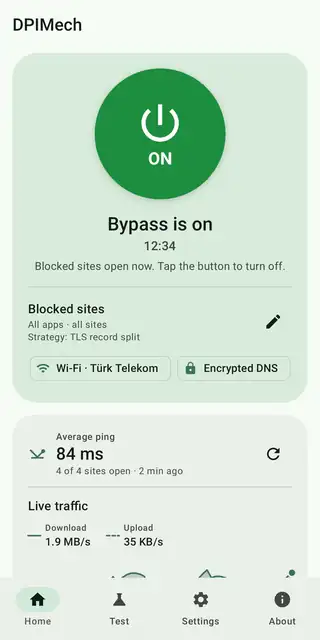 DPIMech
ON
Bypass is on
12:34
Blocked sites open now. Tap the button to turn off.
Blocked sites
All apps · all sites
Strategy: TLS record split
Wi-Fi · Türk Telekom
Encrypted DNS
Average ping
84 ms
4 of 4 sites open · 2 min ago
Live traffic
Download
1.9 MB/s
Upload
35 KB/s
Home
Test
Settings
About